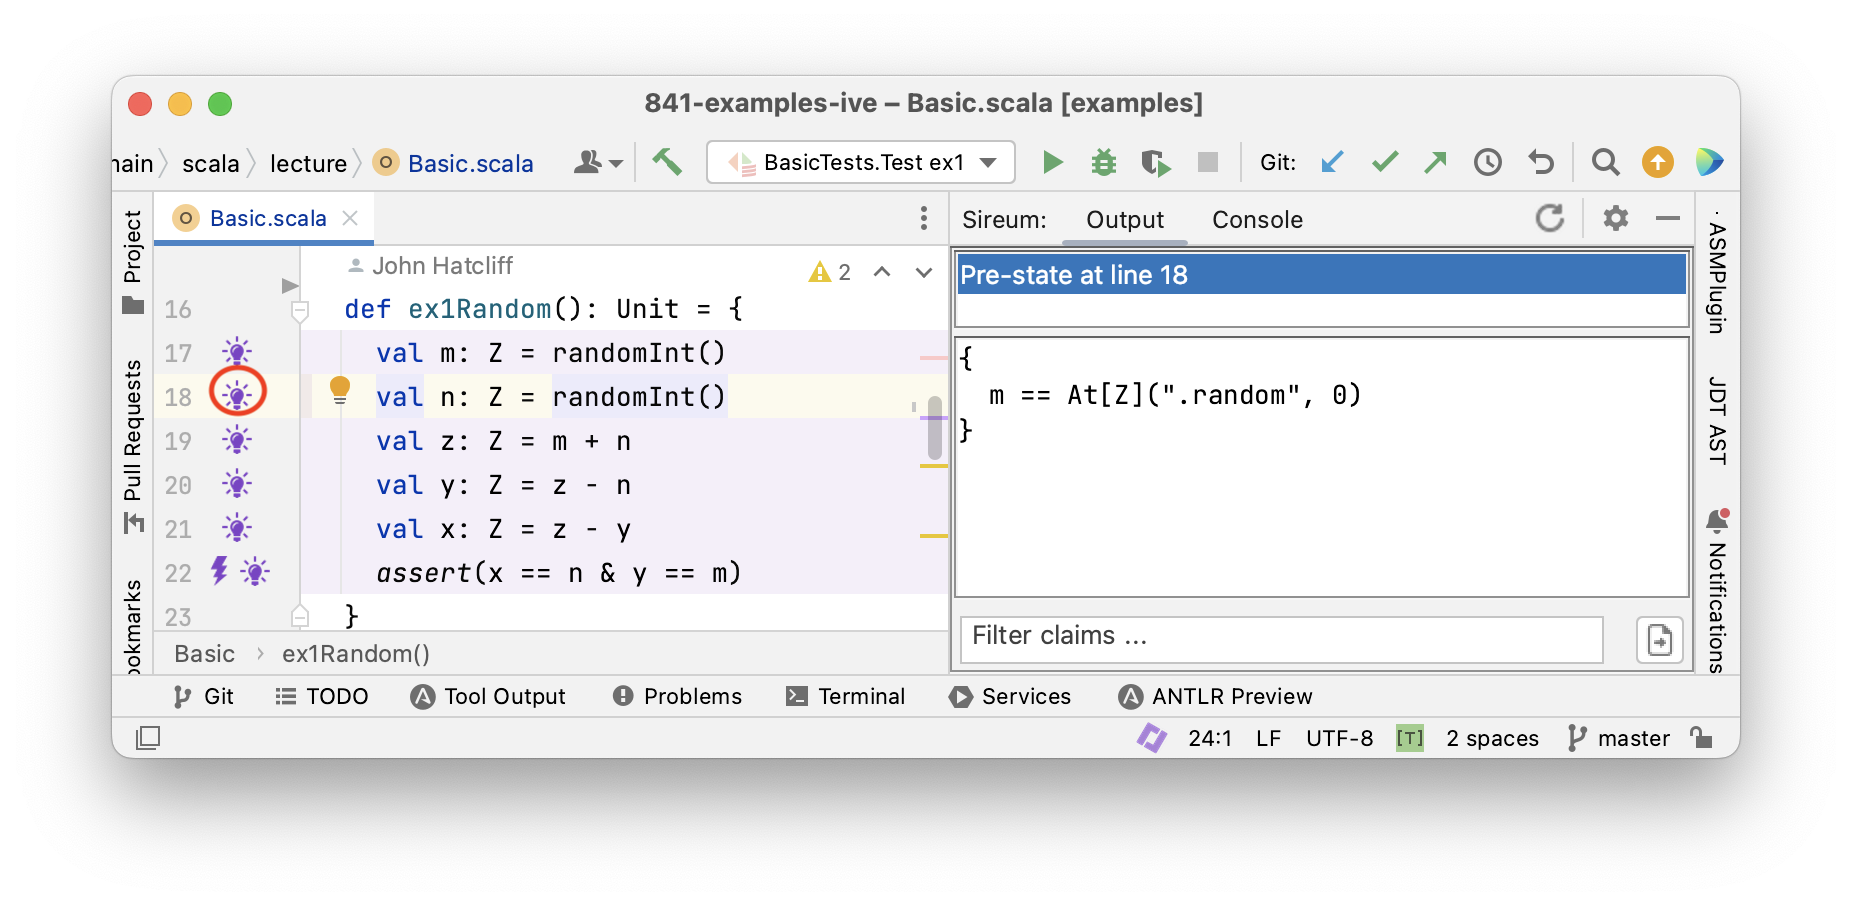 841-examples-ive – Basic.scala [examples]
scala lecture Basic.scala BasicTests.Test ex1 Git:
Basic.scala
Sireum: Output Console
Project
Pull Requests
John Hatcliff
2
16 def ex1Random(): Unit = {
17 val m: Z = randomInt()
18 val n: Z = randomInt()
19 val z: Z = m + n
20 val y: Z = z - n
21 val x: Z = z - y
22 assert(x == n & y == m)
23 }
Basic › ex1Random()
Pre-state at line 18
{
m == At[Z](".random", 0)
}
Filter claims ...
ASMPlugin
JDT AST
Notifications
Git TODO Tool Output Problems Terminal Services ANTLR Preview
24:1 LF UTF-8 [T] 2 spaces master